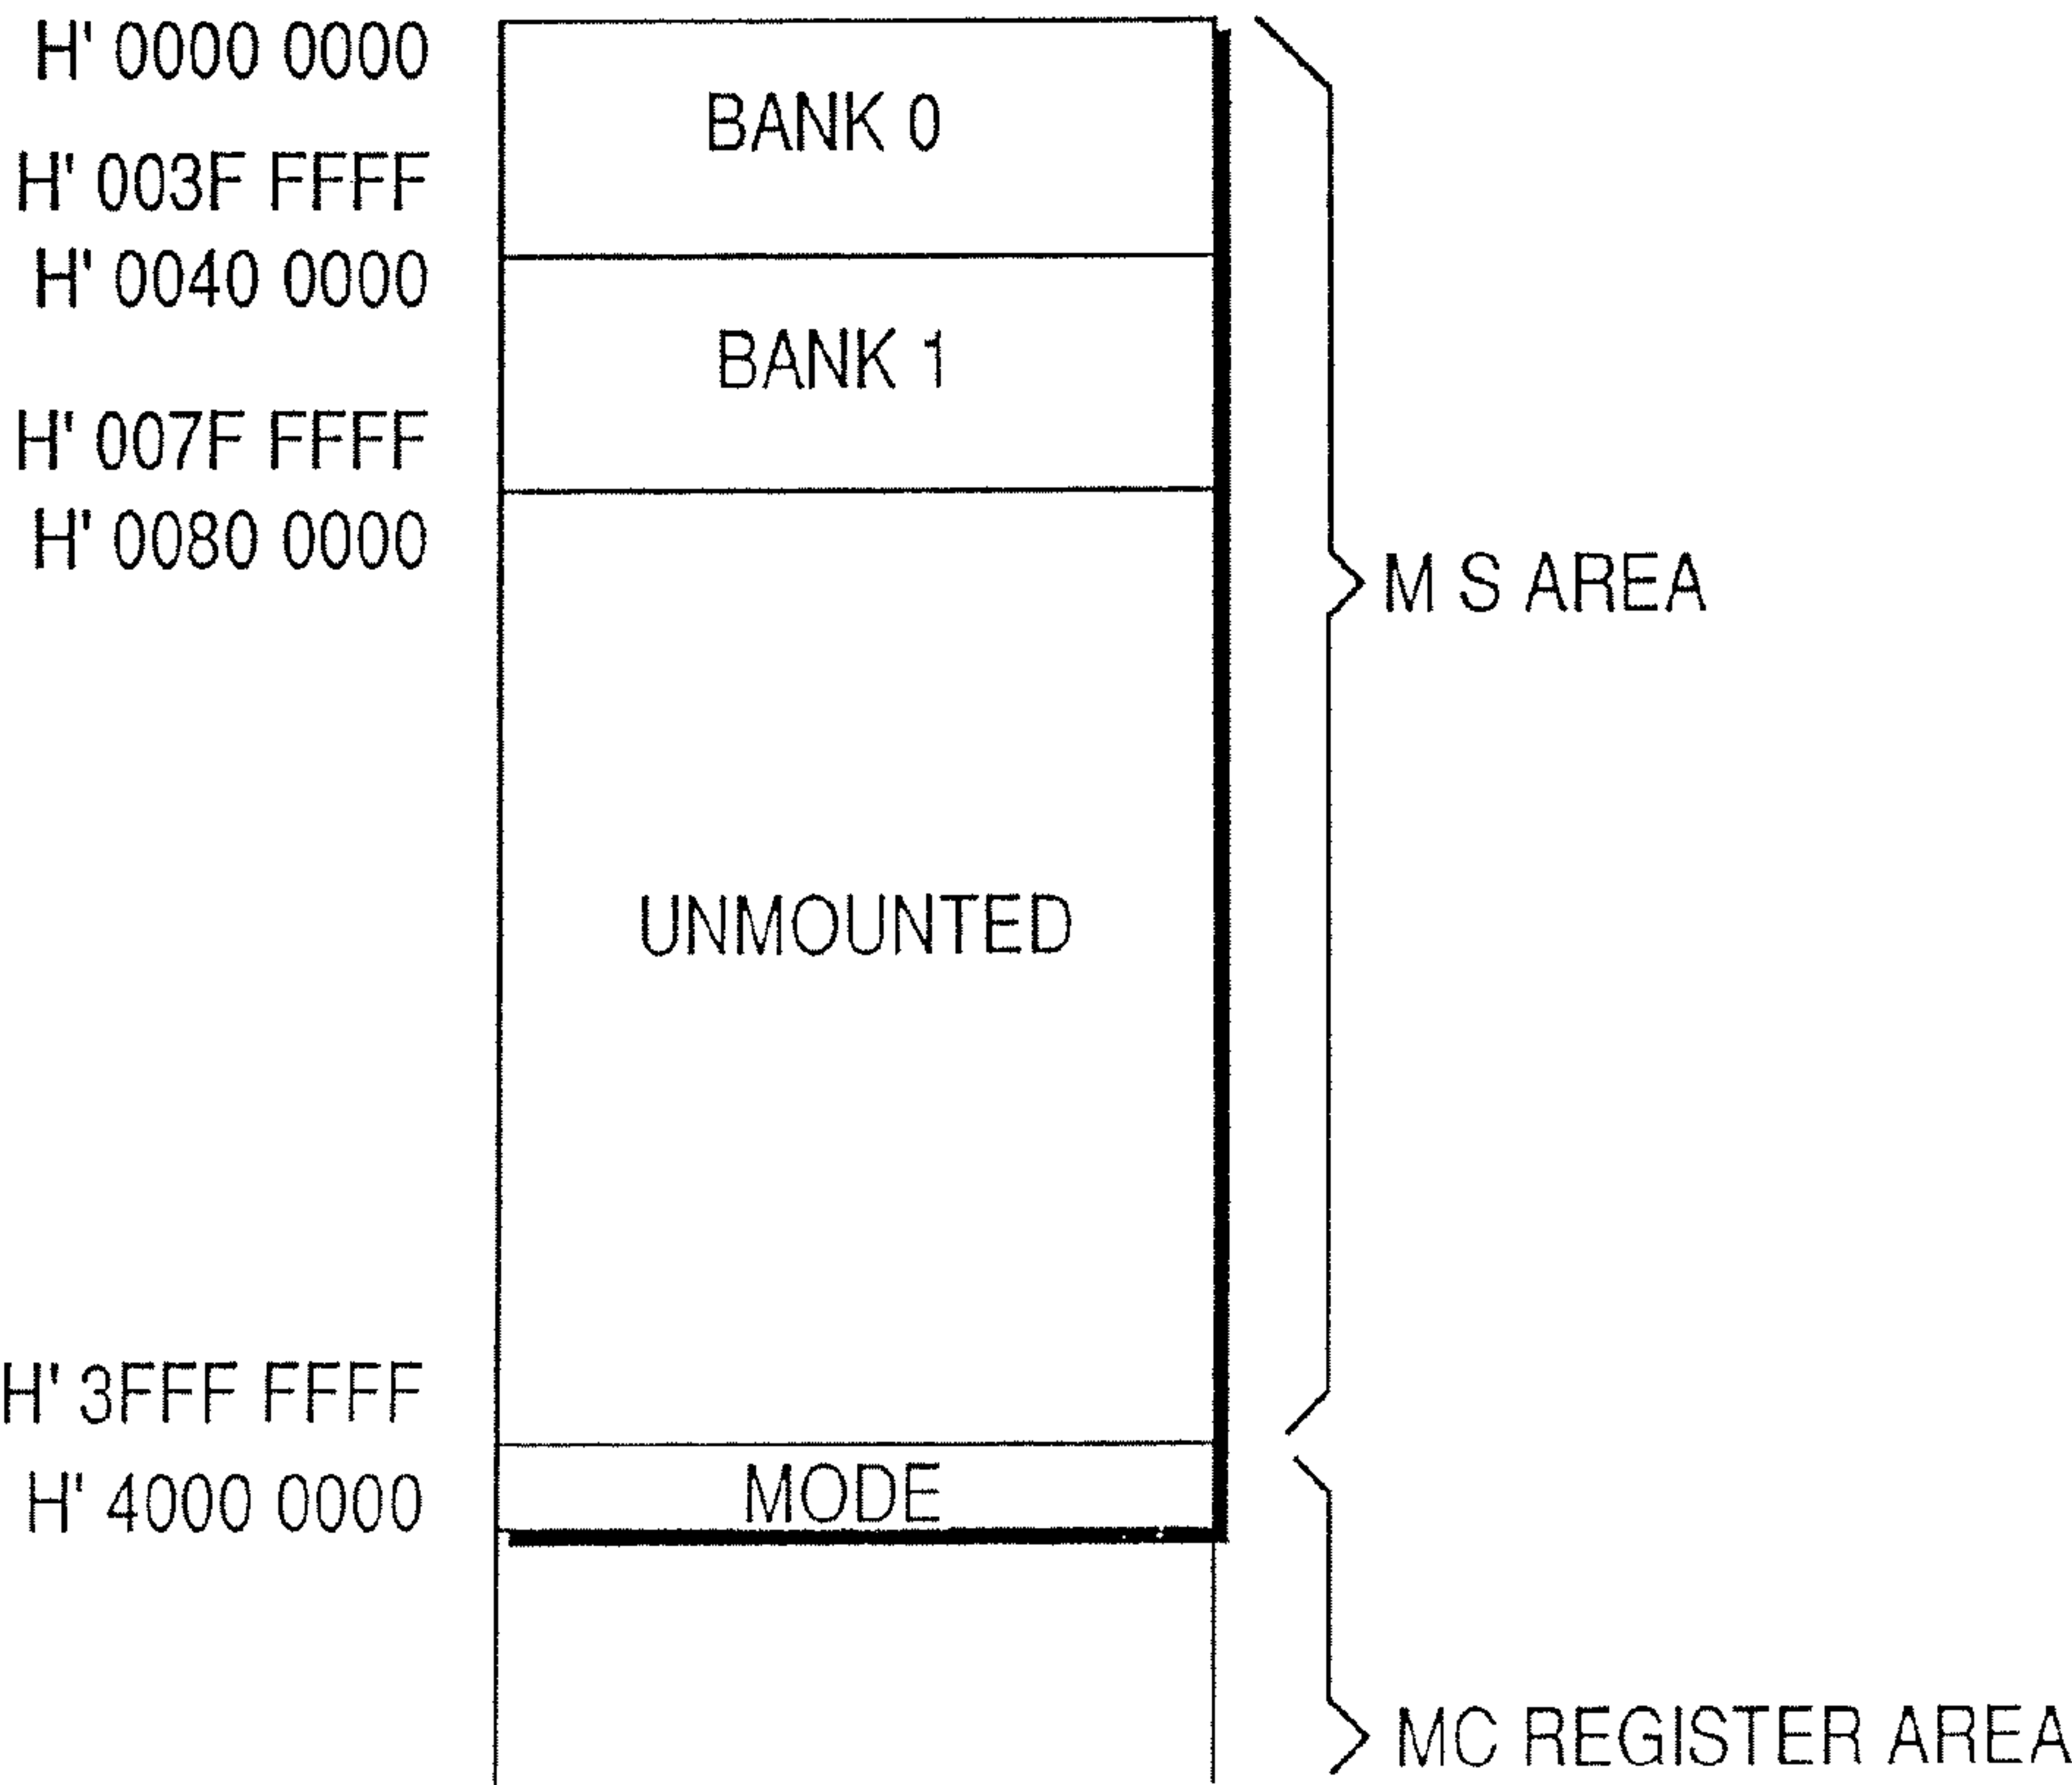 H' 0000 0000
BANK 0
H' 003F FFFF
H' 0040 0000
BANK 1
H' 007F FFFF
H' 0080 0000
M S AREA
UNMOUNTED
H' 3FFF FFFF
H' 4000 0000
MODE
MC REGISTER AREA